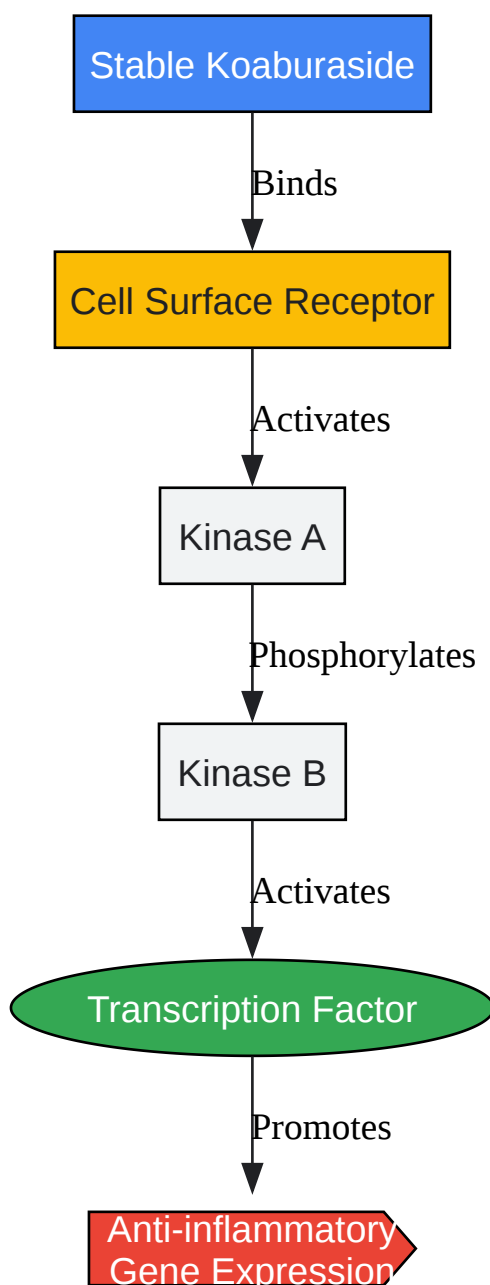 Stable Koaburaside
Binds
Cell Surface Receptor
Activates
Kinase A
Phosphorylates
Kinase B
Activates
Transcription Factor
Promotes
Anti-inflammatory
Gene Expression